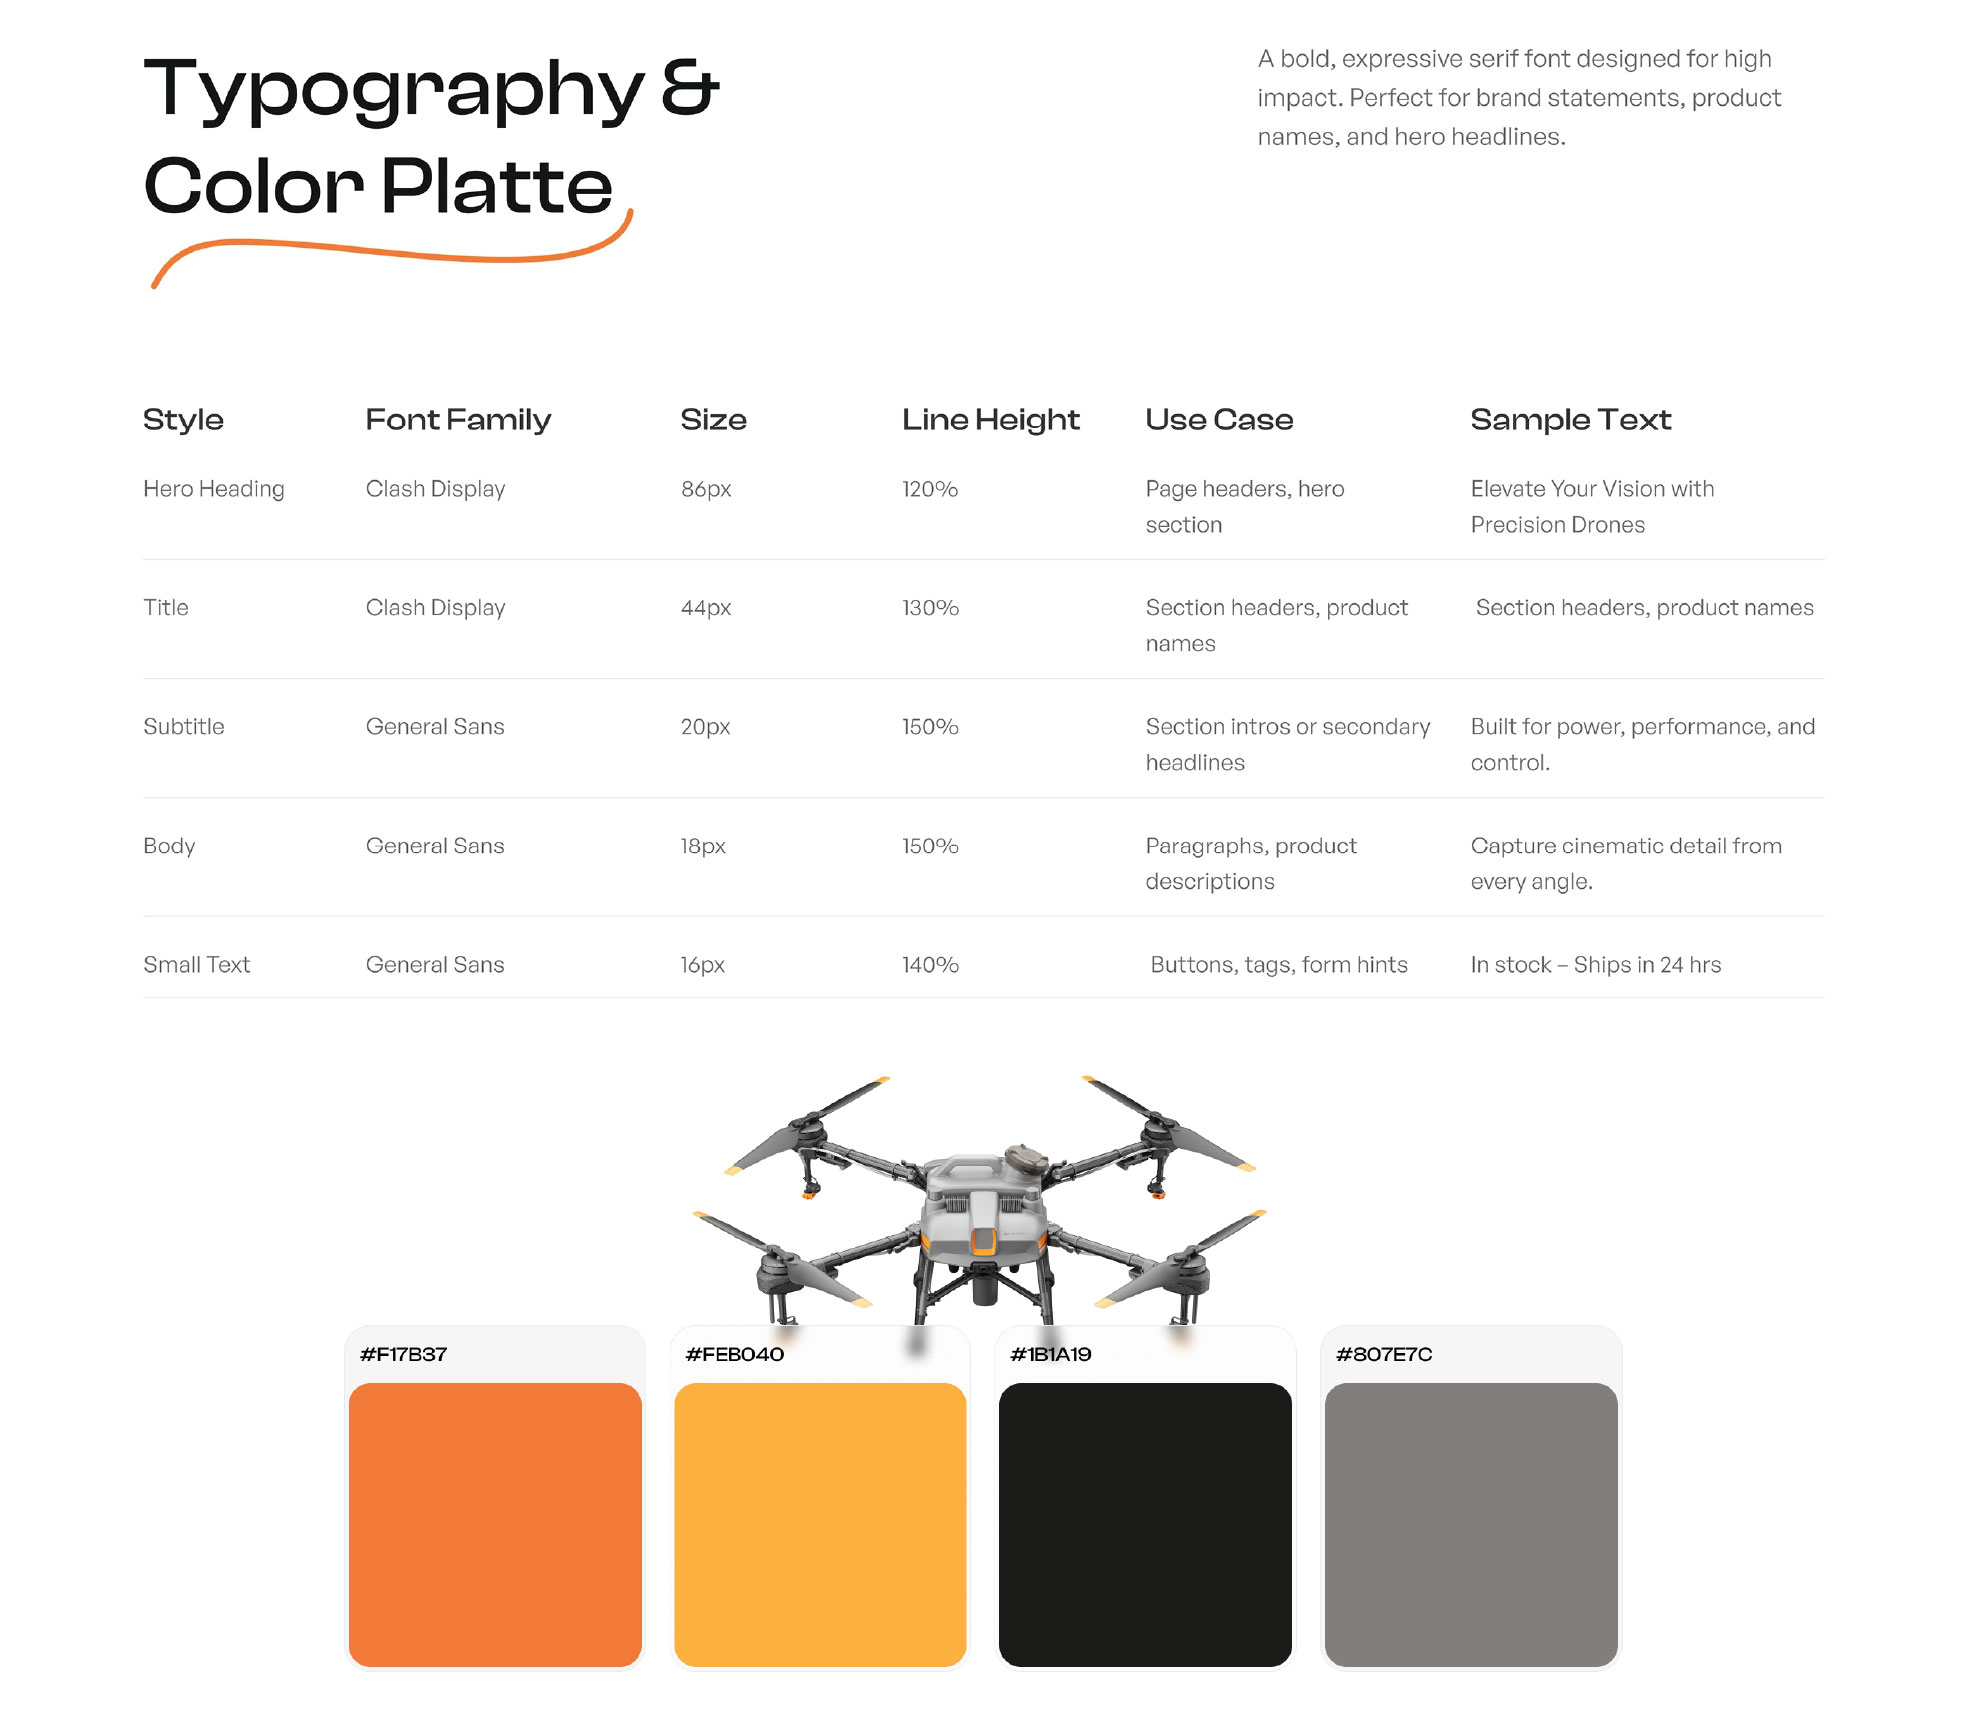 Typography &
Color Platte
A bold, expressive serif font designed for high
impact. Perfect for brand statements, product
names, and hero headlines.
Style Font Family Size Line Height Use Case Sample Text
Hero Heading Clash Display 86px 120% Page headers, hero Elevate Your Vision with
section Precision Drones
Title Clash Display 44px 130% Section headers, product Section headers, product names
names
Subtitle General Sans 20px 150% Section intros or secondary Built for power, performance, and
headlines control.
Body General Sans 18px 150% Paragraphs, product Capture cinematic detail from
descriptions every angle.
Small Text General Sans 16px 140% Buttons, tags, form hints In stock – Ships in 24 hrs
#F17B37 #FEB040 #1B1A19 #807E7C